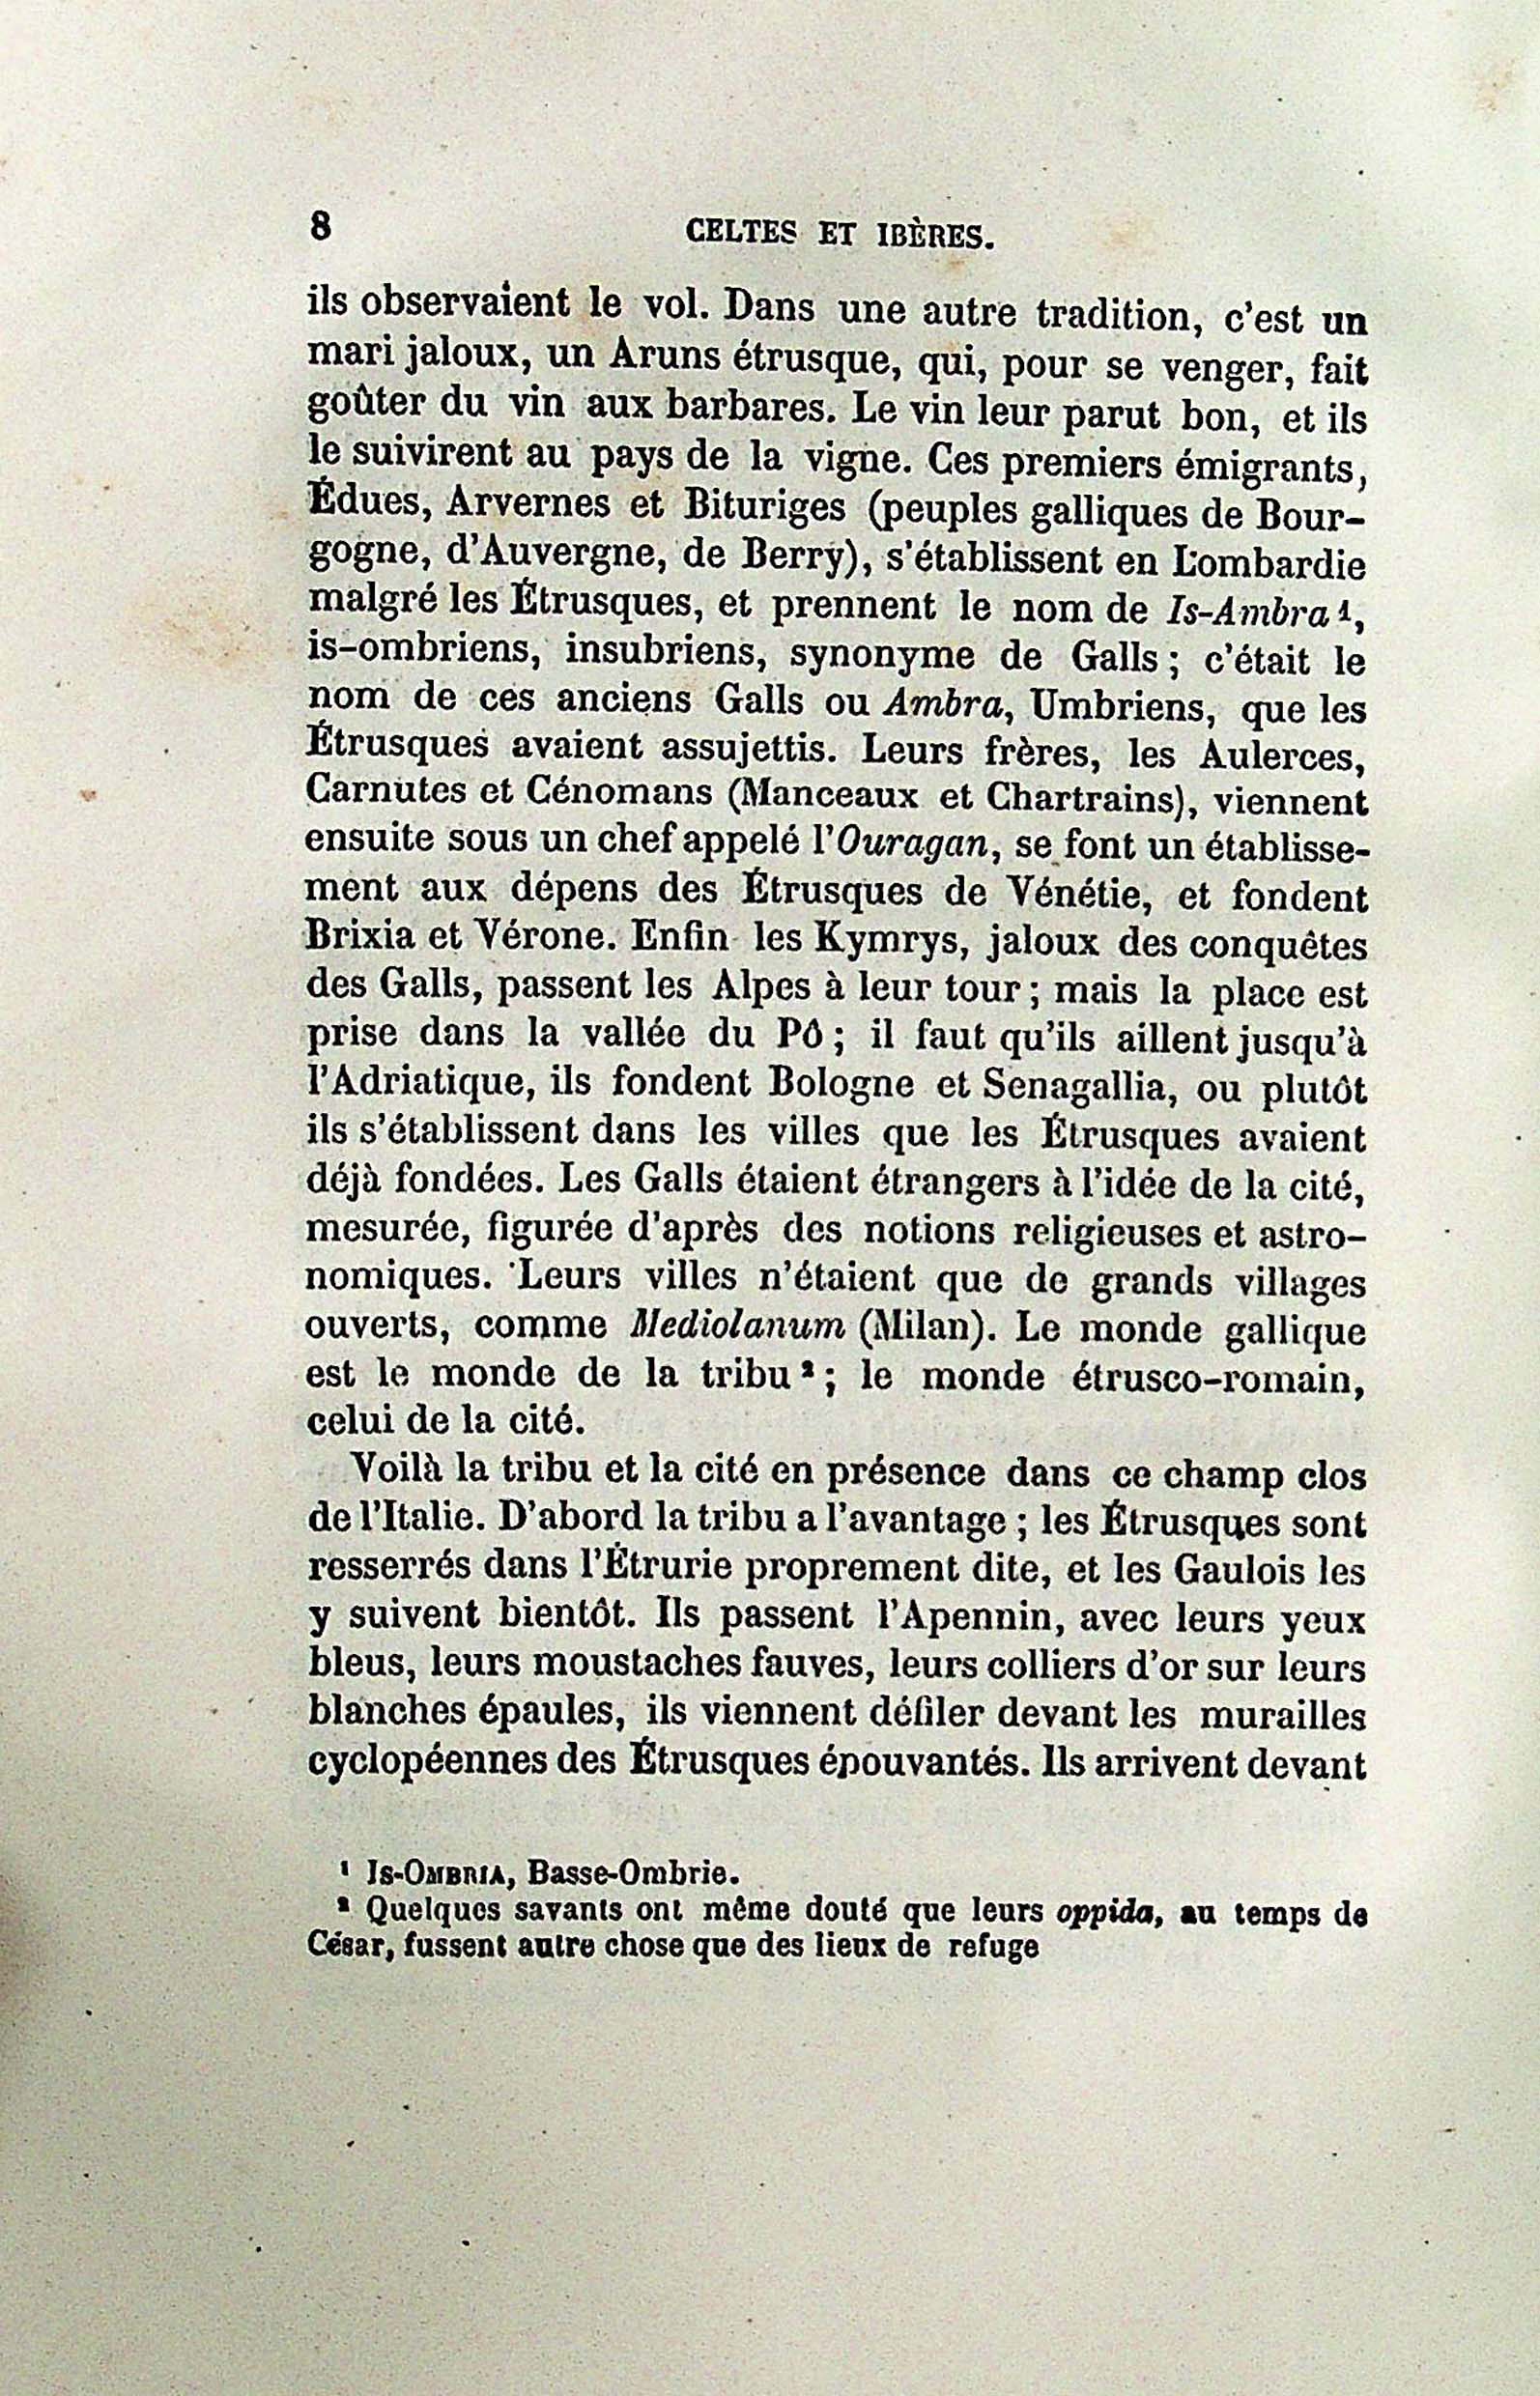 8 CELTES ET IBÈRES.
ils observaient le vol. Dans une autre tradition, c'est un
mari jaloux, un Aruns étrusque, qui, pour se venger, fait
goûter du vin aux barbares. Le vin leur parut bon, et ils
le suivirent au pays de la vigne. Ces premiers émigrants,
Édues, Arvernes et Bituriges (peuples galliques de Bour-
gogne, d'Auvergne, de Berry), s'établissent en Lombardie
malgré les Étrusques, et prennent le nom de Is-Ambra ¹,
is-ombriens, insubriens, synonyme de Galls ; c'était le
nom de ces anciens Galls ou Ambra, Umbriens, que les
Étrusques avaient assujettis. Leurs frères, les Aulerces,
Carnutes et Cénomans (Manceaux et Chartrains), viennent
ensuite sous un chef appelé l'Ouragan, se font un établisse-
ment aux dépens des Étrusques de Vénétie, et fondent
Brixia et Vérone. Enfin les Kymrys, jaloux des conquêtes
des Galls, passent les Alpes à leur tour ; mais la place est
prise dans la vallée du Pô ; il faut qu'ils aillent jusqu'à
l'Adriatique, ils fondent Bologne et Senagallia, ou plutôt
ils s'établissent dans les villes que les Étrusques avaient
déjà fondées. Les Galls étaient étrangers à l'idée de la cité,
mesurée, figurée d'après des notions religieuses et astro-
nomiques. Leurs villes n'étaient que de grands villages
ouverts, comme Mediolanum (Milan). Le monde gallique
est le monde de la tribu ² ; le monde étrusco-romain,
celui de la cité.
Voilà la tribu et la cité en présence dans ce champ clos
de l'Italie. D'abord la tribu a l'avantage ; les Étrusques sont
resserrés dans l'Étrurie proprement dite, et les Gaulois les
y suivent bientôt. Ils passent l'Apennin, avec leurs yeux
bleus, leurs moustaches fauves, leurs colliers d'or sur leurs
blanches épaules, ils viennent défiler devant les murailles
cyclopéennes des Étrusques épouvantés. Ils arrivent devant
¹ Is-Ombria, Basse-Ombrie.
² Quelques savants ont même douté que leurs oppida, au temps de
César, fussent autre chose que des lieux de refuge